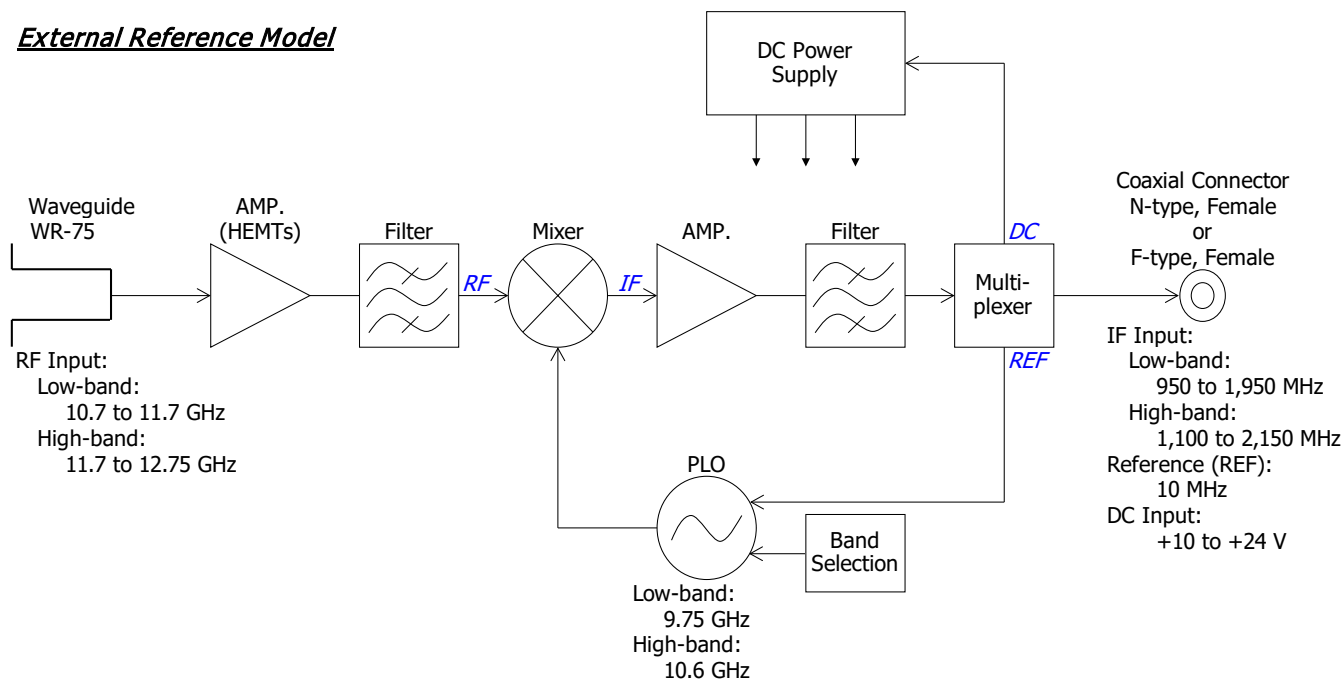 External Reference Model
DC Power
Supply
Waveguide
WR-75
AMP.
(HEMTs)
Filter
RF
Mixer
IF
AMP.
Filter
DC
Multi-
plexer
REF
Coaxial Connector
N-type, Female
or
F-type, Female
RF Input:
Low-band:
10.7 to 11.7 GHz
High-band:
11.7 to 12.75 GHz
IF Input:
Low-band:
950 to 1,950 MHz
High-band:
1,100 to 2,150 MHz
Reference (REF):
10 MHz
DC Input:
+10 to +24 V
PLO
Band
Selection
Low-band:
9.75 GHz
High-band:
10.6 GHz